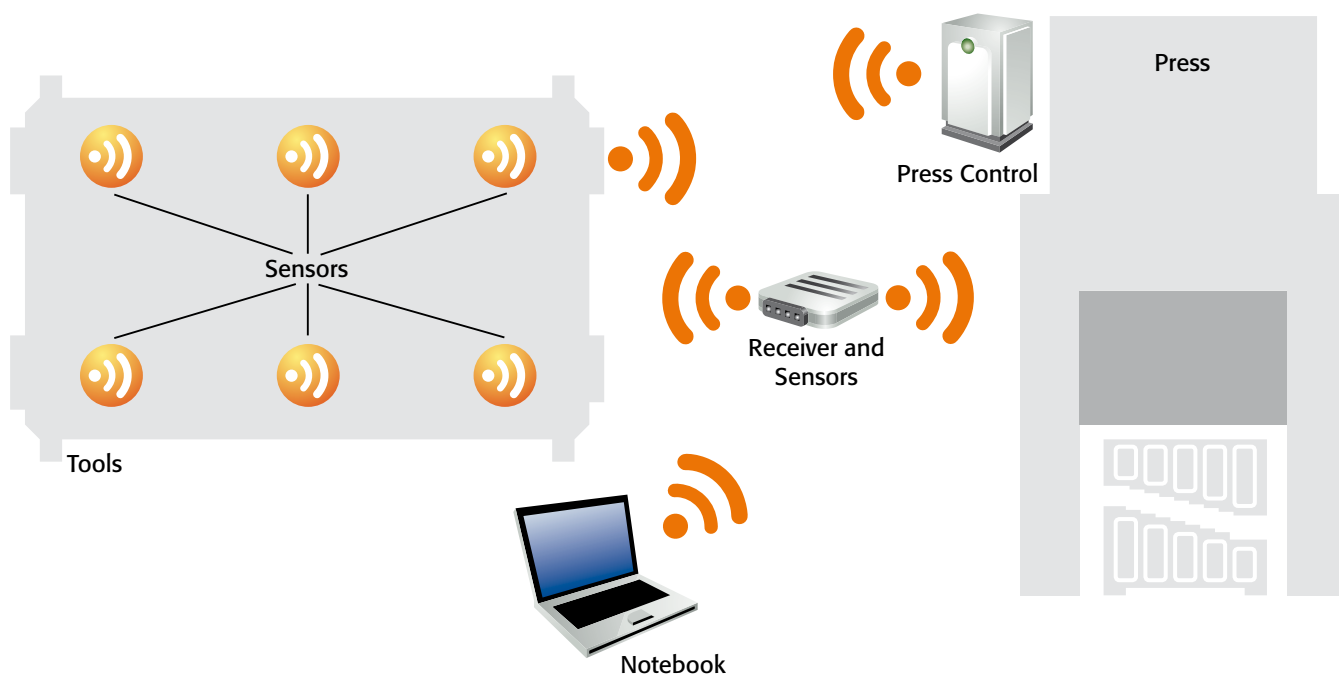 Press
Press Control
Sensors
Receiver and
Sensors
Tools
Notebook